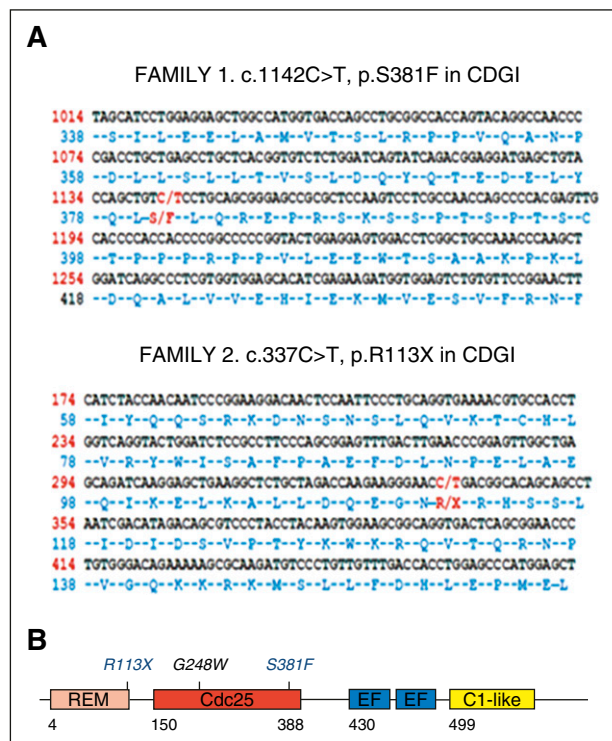 A
FAMILY 1. c.1142C>T, p.S381F in CDGI
1014 TAGCATCCTGGAGGAGCTGGCCATGGTGACCAGCCTGCGGCCACCAGTACAGGCCAACCC
338 --S--I--L--E--E--L--A--M--V--T--S--L--R--P--P--V--Q--A--N--P
1074 CGACCTGCTGAGCCTGCTCACGGTGTCTCTGGATCAGTATCAGACGGAGGATGAGCTGTA
358 --D--L--L--S--L--L--T--V--S--L--D--Q--Y--Q--T--E--D--E--L--Y
1134 CCAGCTGTCC/TCCTGCAGCGGGAGCCGCGCTCCAAGTCCTCGCCAACCAGCCCCACGAGTTG
378 --Q--L--S/F--L--Q--R--E--P--R--S--K--S--S--P--T--S--P--T--S--C
1194 CACCCCACCACCCCGGCCCCCGGTACTGGAGGAGTGGACCTCGGCTGCCAAACCCAAGCT
398 --T--P--P--P--R--P--P--V--L--E--E--W--T--S--A--A--K--P--K--L
1254 GGATCAGGCCCTCGTGGTGGAGCACATCGAGAAGATGGTGGAGTCTGTGTTCCGGAACTT
418 --D--Q--A--L--V--V--E--H--I--E--K--M--V--E--S--V--F--R--N--F
FAMILY 2. c.337C>T, p.R113X in CDGI
174 CATCTACCAACAATCCCGGAAGGACAACTCCAATTCCCTGCAGGTGAAAACGTGCCACCT
58 --I--Y--Q--Q--S--R--K--D--N--S--N--S--L--Q--V--K--T--C--H--L
234 GGTCAGGTACTGGATCTCCGCCTTCCCAGCGGAGTTTGACTTGAACCCGGAGTTGGCTGA
78 --V--R--Y--W--I--S--A--F--P--A--E--F--D--L--N--P--E--L--A--E
294 GCAGATCAAGGAGCTGAAGGCTCTGCTAGACCAAGAAGGGAACC/TGACGGCACAGCAGCCT
98 --Q--I--K--E--L--K--A--L--L--D--Q--E--G--N--R/X--R--H--S--S--L
354 AATCGACATAGACAGCGTCCCTACCTACAAGTGGAAGCGGCAGGTGACTCAGCGGAACCC
118 --I--D--I--D--S--V--P--T--Y--K--W--K--R--Q--V--T--Q--R--N--P
414 TGTGGGACAGAAAAAGCGCAAGATGTCCCTGTTGTTTGACCACCTGGAGCCCATGGAGCT
138 --V--G--Q--K--K--R--K--M--S--L--L--F--D--H--L--E--P--M--E--L
B
R113X G248W S381F
REM Cdc25 EF EF C1-like
4 150 388 430 499